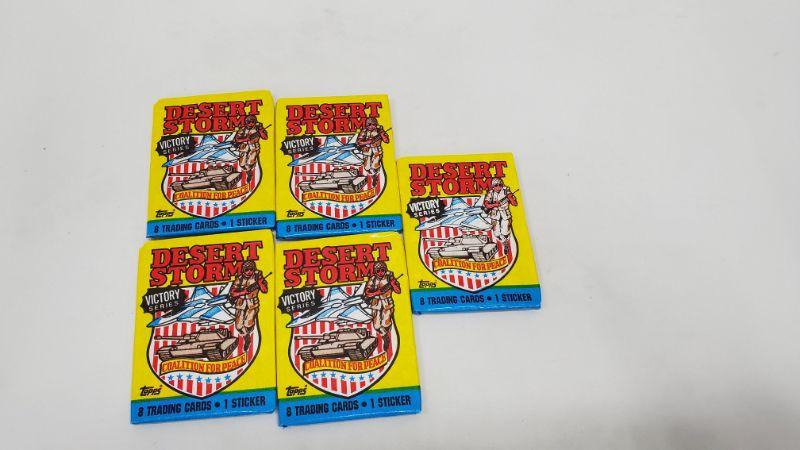 DESERT
STORM
VICTORY
SERIES
COALITION FOR PEACE
Topps
8 TRADING CARDS • 1 STICKER
DESERT
STORM
VICTORY
SERIES
COALITION FOR PEACE
Topps
8 TRADING CARDS • 1 STICKER
DESERT
STORM
VICTORY
SERIES
COALITION FOR PEACE
Topps
8 TRADING CARDS • 1 STICKER
DESERT
STORM
VICTORY
SERIES
COALITION FOR PEACE
Topps
8 TRADING CARDS • 1 STICKER
DESERT
STORM
VICTORY
SERIES
COALITION FOR PEACE
Topps
8 TRADING CARDS • 1 STICKER